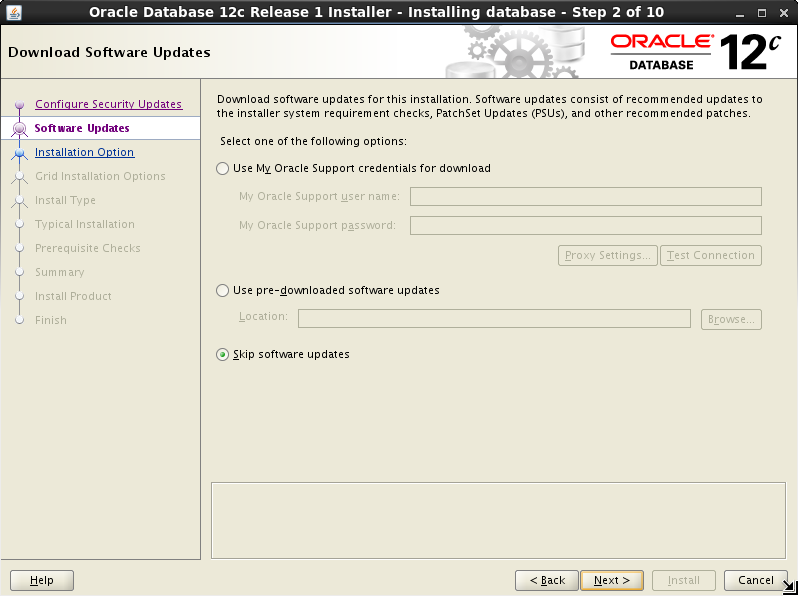 Oracle Database 12c Release 1 Installer - Installing database - Step 2 of 10
Download Software Updates
ORACLE®
DATABASE
12c
Configure Security Updates
Software Updates
Installation Option
Grid Installation Options
Install Type
Typical Installation
Prerequisite Checks
Summary
Install Product
Finish
Download software updates for this installation. Software updates consist of recommended updates to
the installer system requirement checks, PatchSet Updates (PSUs), and other recommended patches.
Select one of the following options:
Use My Oracle Support credentials for download
My Oracle Support user name:
My Oracle Support password:
Proxy Settings... Test Connection
Use pre-downloaded software updates
Location: Browse...
Skip software updates
Help < Back Next > Install Cancel